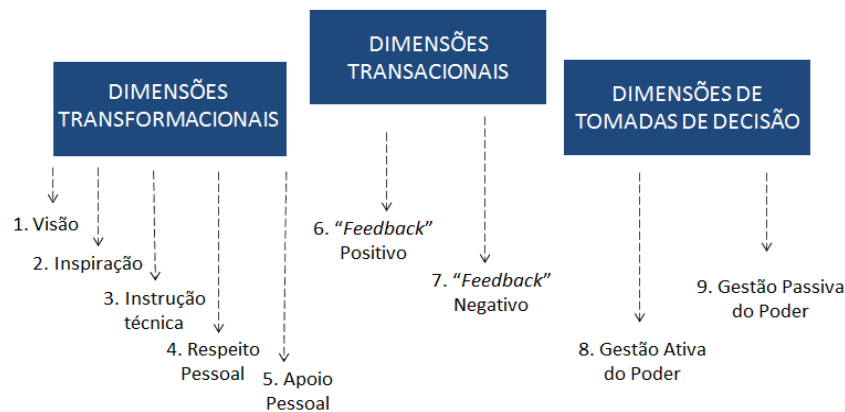 DIMENSÕES
TRANSFORMACIONAIS
1. Visão
2. Inspiração
3. Instrução
técnica
4. Respeito
Pessoal
5. Apoio
Pessoal
DIMENSÕES
TRANSACIONAIS
6. “Feedback”
Positivo
7. “Feedback”
Negativo
DIMENSÕES DE
TOMADAS DE DECISÃO
8. Gestão Ativa
do Poder
9. Gestão Passiva
do Poder